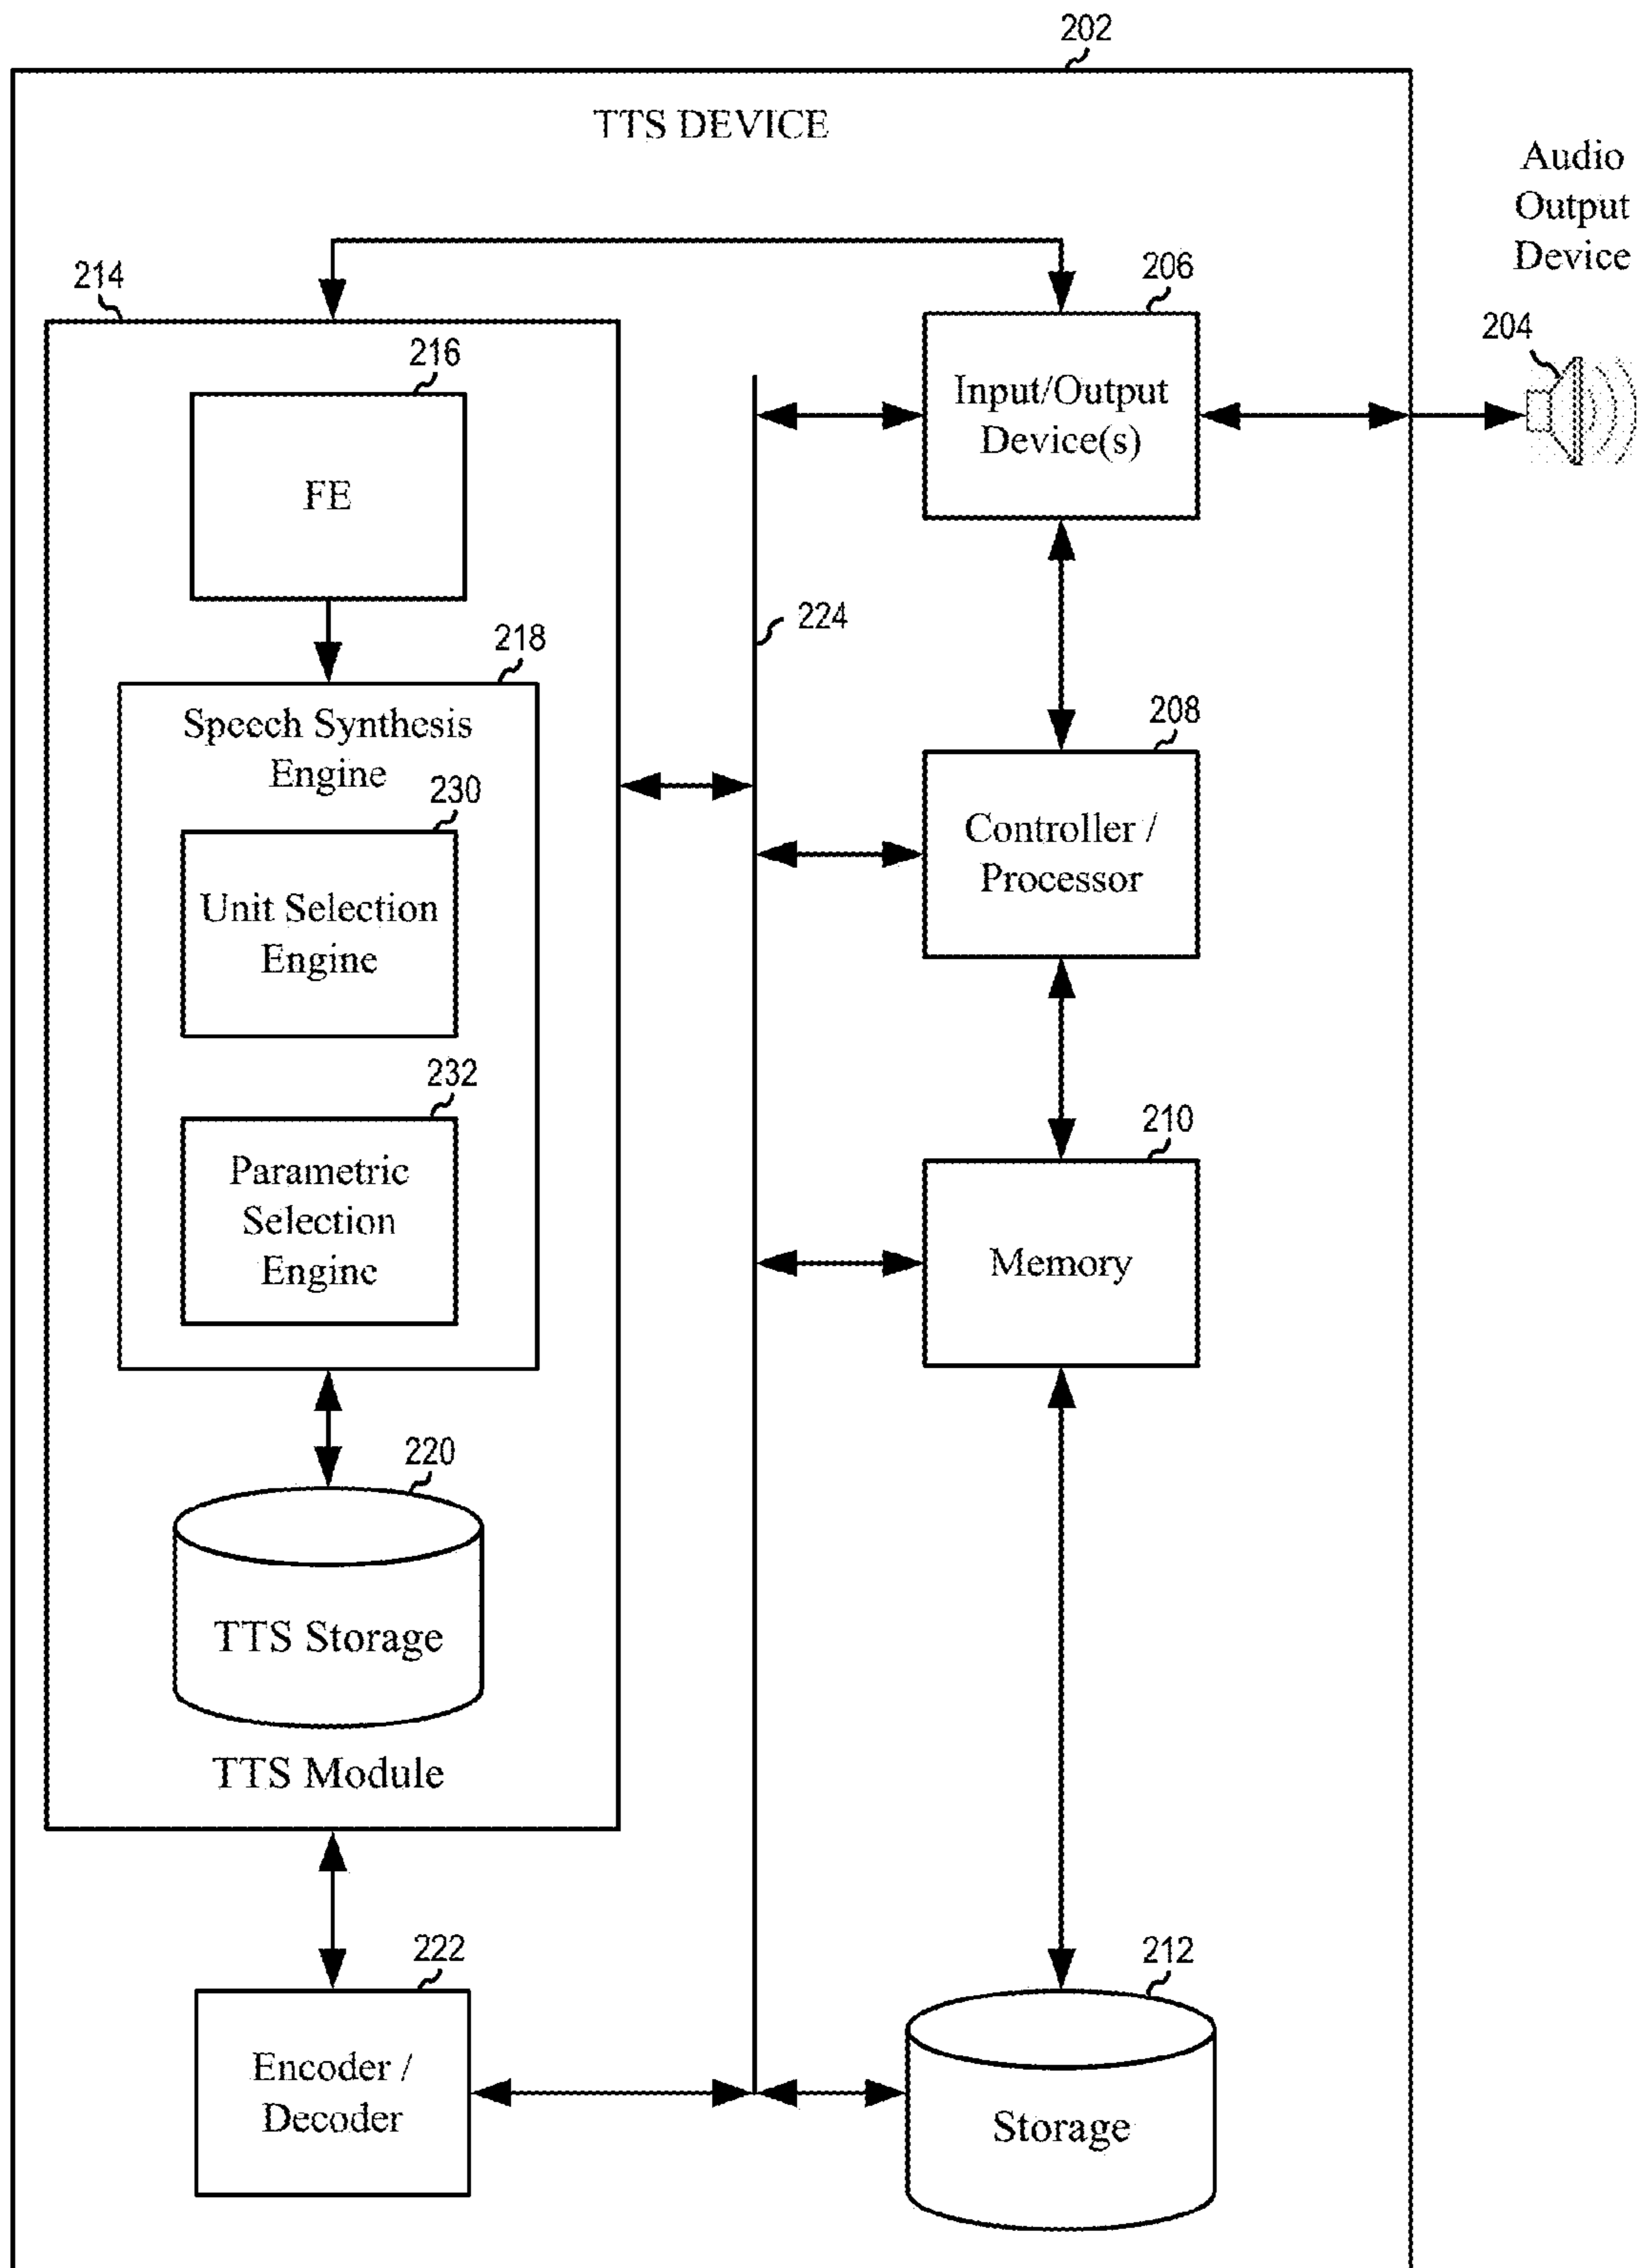 202
TTS DEVICE
Audio
Output
Device
214
206
204
216
Input/Output
Device(s)
FE
224
218
Speech Synthesis
Engine
208
230
Controller /
Processor
Unit Selection
Engine
232
210
Parametric
Selection
Engine
Memory
220
TTS Storage
TTS Module
222
212
Encoder /
Decoder
Storage